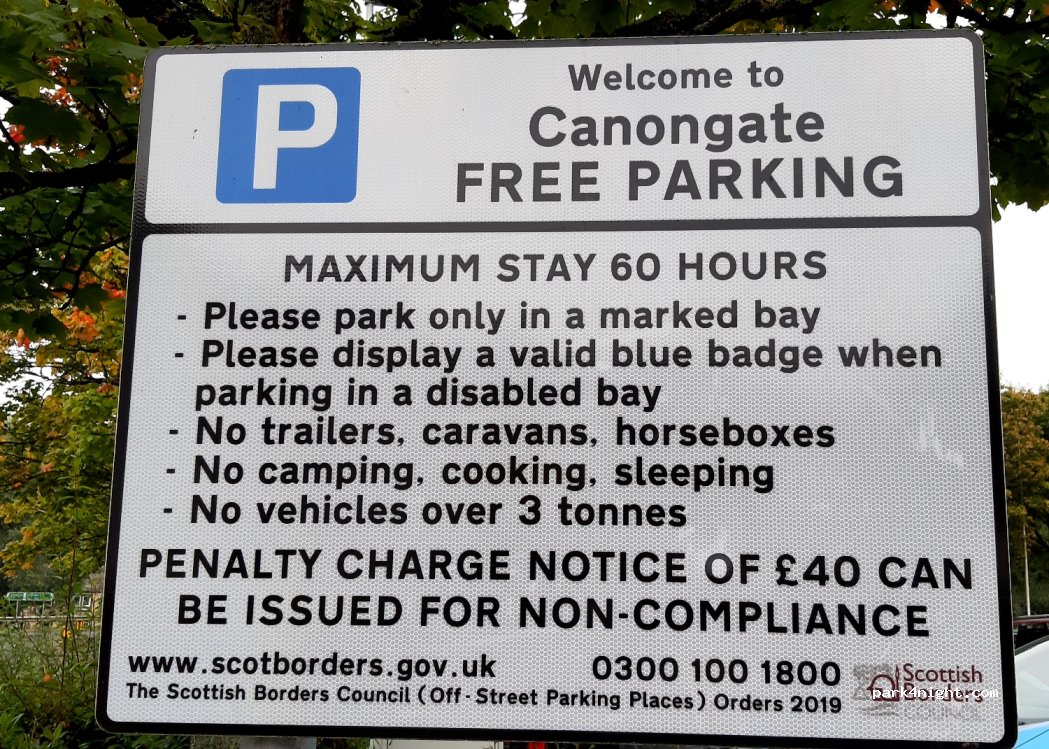 P
Welcome to
Canongate
FREE PARKING
MAXIMUM STAY 60 HOURS
- Please park only in a marked bay
- Please display a valid blue badge when
parking in a disabled bay
- No trailers, caravans, horseboxes
- No camping, cooking, sleeping
- No vehicles over 3 tonnes
PENALTY CHARGE NOTICE OF £40 CAN
BE ISSUED FOR NON-COMPLIANCE
www.scotborders.gov.uk 0300 100 1800
The Scottish Borders Council (Off-Street Parking Places) Orders 2019
Scottish
Borders
COUNCIL
park4night.com